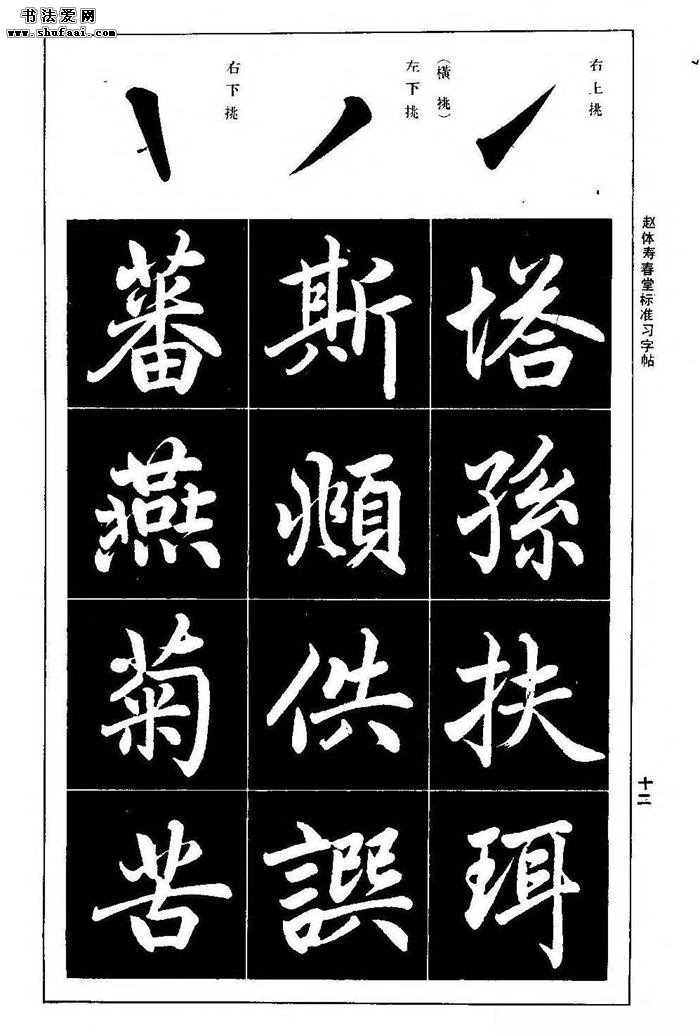 书法爱网
www.shufaai.com
赵体寿春堂标准习字帖
十二
右上挑
（橫挑）
左下挑
右下挑
塔孫扶珥
斯頫供譔
蕃燕菊苦